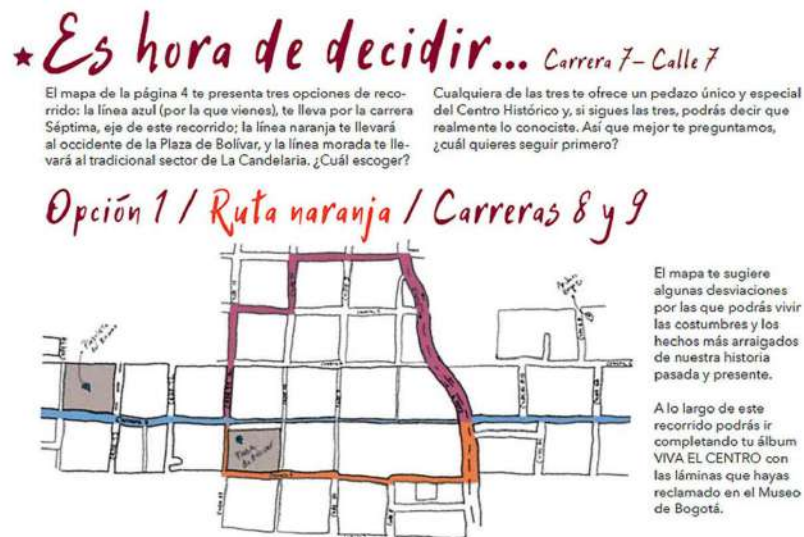 Es hora de decidir... Carrera 7 – Calle 7
El mapa de la página 4 te presenta tres opciones de reco-
rrido: la línea azul (por la que vienes), te lleva por la carrera
Séptima, eje de este recorrido; la línea naranja te llevará
al occidente de la Plaza de Bolívar, y la línea morada te lle-
vará al tradicional sector de La Candelaria. ¿Cuál escoger?
Cualquiera de las tres te ofrece un pedazo único y especial
del Centro Histórico y, si sigues las tres, podrás decir que
realmente lo conociste. Así que mejor te preguntamos,
¿cuál quieres seguir primero?
Opción 1 / Ruta naranja / Carreras 8 y 9
Plaza
de Bolívar
El mapa te sugiere
algunas desviaciones
por las que podrás vivir
las costumbres y los
hechos más arraigados
de nuestra historia
pasada y presente.
A lo largo de este
recorrido podrás ir
completando tu álbum
VIVA EL CENTRO con
las láminas que hayas
reclamado en el Museo
de Bogotá.